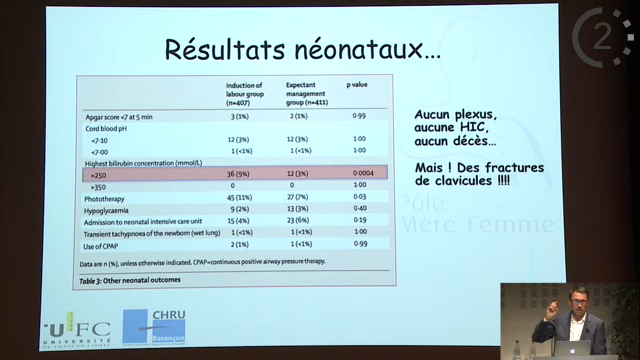 Résultats néonataux...
Induction of labour group (n=407) Expectant management group (n=411) p value
Apgar score <7 at 5 min 3 (1%) 2 (1%) 0·99
Cord blood pH
<7·10 12 (3%) 12 (3%) 1·00
<7·00 1 (<1%) 1 (<1%) 1·00
Highest bilirubin concentration (mmol/L)
>250 36 (9%) 12 (3%) 0·0004
>350 0 0 1·00
Phototherapy 45 (11%) 27 (7%) 0·03
Hypoglycaemia 9 (2%) 13 (3%) 0·40
Admission to neonatal intensive care unit 15 (4%) 23 (6%) 0·19
Transient tachypnoea of the newborn (wet lung) 1 (<1%) 1 (<1%) 1·00
Use of CPAP 2 (1%) 1 (<1%) 0·99
Data are n (%), unless otherwise indicated. CPAP=continuous positive airway pressure therapy.
Table 3: Other neonatal outcomes
Aucun plexus,
aucune HIC,
aucun décès...
Mais ! Des fractures
de clavicules !!!!
Pôle
Mère Femme
UFC
UNIVERSITÉ
DE FRANCHE-COMTÉ
CHRU
Besançon
2